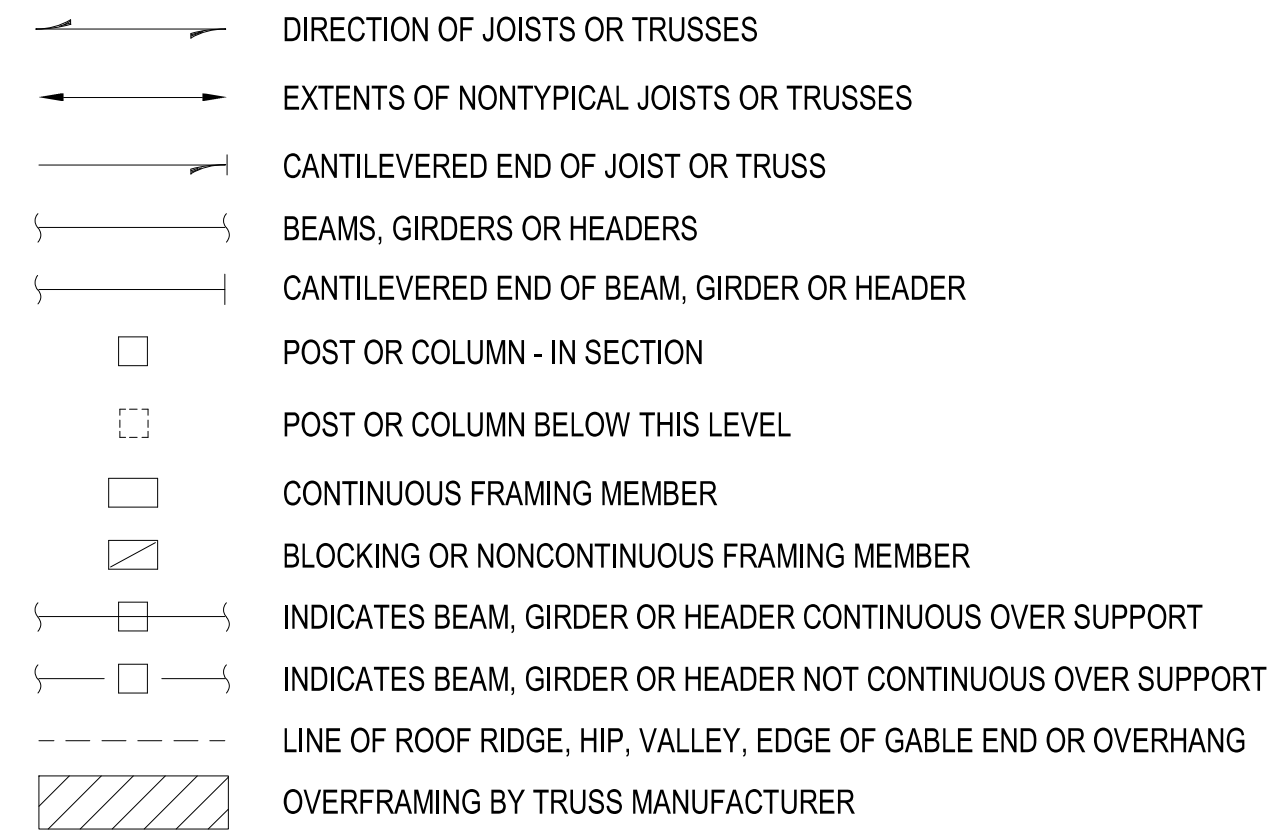 DIRECTION OF JOISTS OR TRUSSES
EXTENTS OF NONTYPICAL JOISTS OR TRUSSES
CANTILEVERED END OF JOIST OR TRUSS
BEAMS, GIRDERS OR HEADERS
CANTILEVERED END OF BEAM, GIRDER OR HEADER
POST OR COLUMN - IN SECTION
POST OR COLUMN BELOW THIS LEVEL
CONTINUOUS FRAMING MEMBER
BLOCKING OR NONCONTINUOUS FRAMING MEMBER
INDICATES BEAM, GIRDER OR HEADER CONTINUOUS OVER SUPPORT
INDICATES BEAM, GIRDER OR HEADER NOT CONTINUOUS OVER SUPPORT
LINE OF ROOF RIDGE, HIP, VALLEY, EDGE OF GABLE END OR OVERHANG
OVERFRAMING BY TRUSS MANUFACTURER